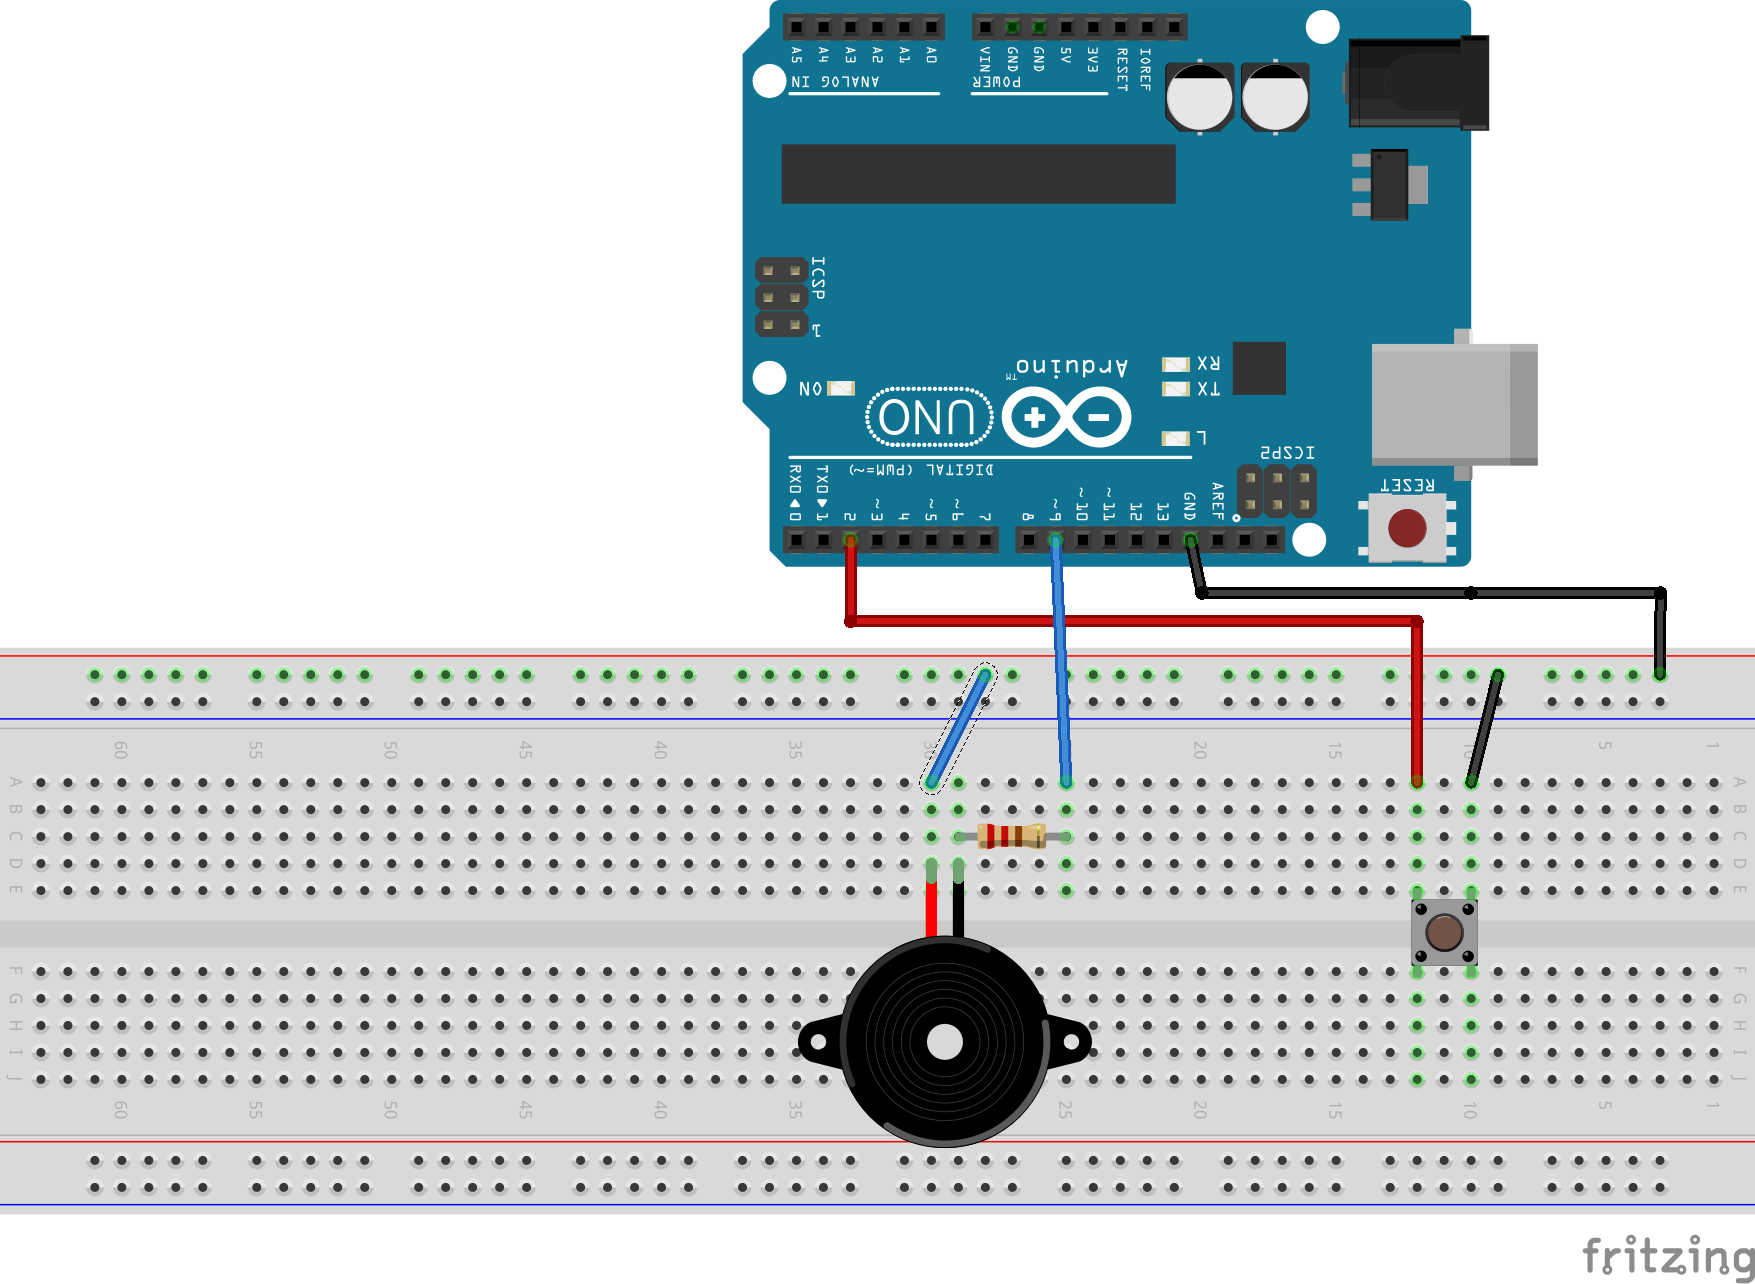 A5 A4 A3 A2 A1 A0 VIN GND GND 5V 3V3 RESET IOREF
ANALOG IN POWER
ICSP
1
Arduino TM
RX
ON TX
UNO
L
ICSP2
DIGITAL (PWM=~)
RX0 TX0 RESET
0 1 2 ~3 4 ~5 ~6 7 8 ~9 ~10 ~11 12 13 GND AREF
60 55 50 45 40 35 30 20 15 10 5 1
A A
B B
C C
D D
E E
F F
G G
H H
I I
J J
60 55 50 45 40 35 25 20 15 10 5 1
fritzing